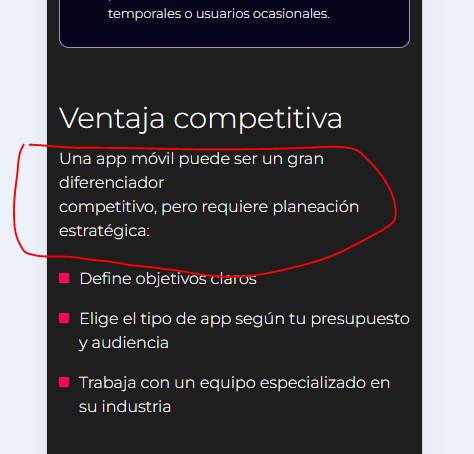 temporales o usuarios ocasionales.
Ventaja competitiva
Una app móvil puede ser un gran
diferenciador
competitivo, pero requiere planeación
estratégica:
Define objetivos claros
Elige el tipo de app según tu presupuesto
y audiencia
Trabaja con un equipo especializado en
su industria